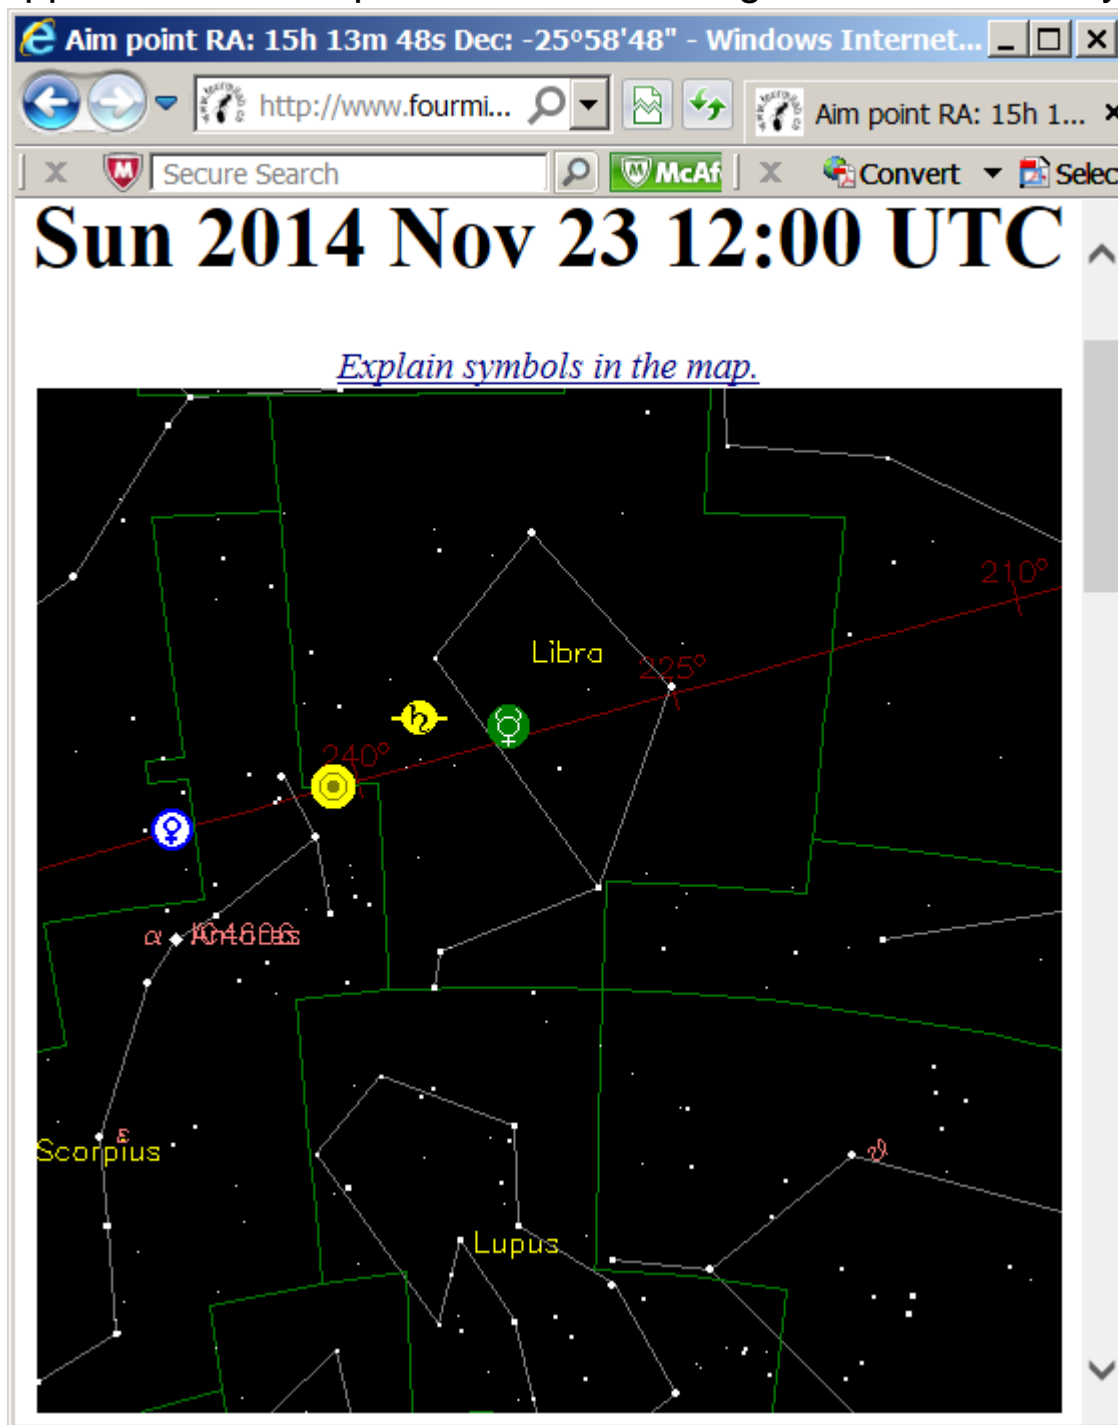 Aim point RA: 15h 13m 48s Dec: -25°58'48" - Windows Internet...
http://www.fourmi...
Aim point RA: 15h 1...
Secure Search
McAf
Convert
Selec
Sun 2014 Nov 23 12:00 UTC
Explain symbols in the map.
210°
Libra
225°
240°
α
ε
Scorpius
ϑ
Lupus